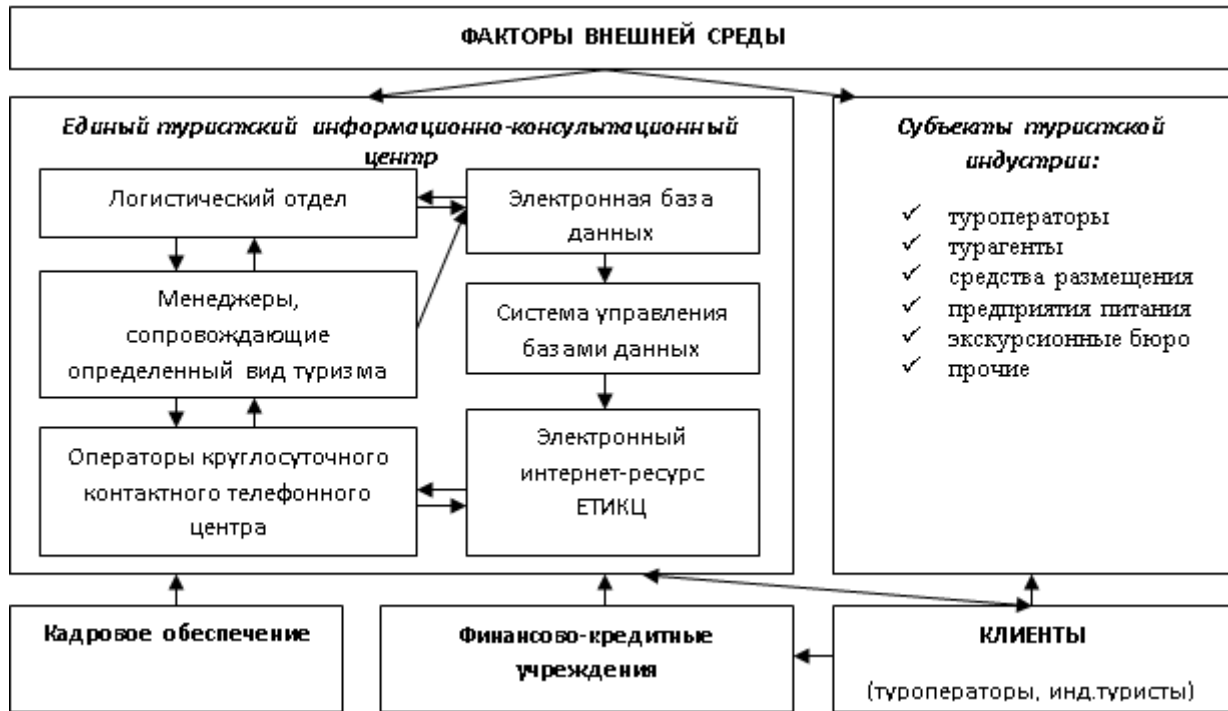 ФАКТОРЫ ВНЕШНЕЙ СРЕДЫ
Единый туристский информационно-консультационный
центр
Логистический отдел
Электронная база
данных
Менеджеры,
сопровождающие
определенный вид туризма
Система управления
базами данных
Операторы круглосуточного
контактного телефонного
центра
Электронный
интернет-ресурс
ЕТИКЦ
Субъекты туристской
индустрии:
✓ туроператоры
✓ турагенты
✓ средства размещения
✓ предприятия питания
✓ экскурсионные бюро
✓ прочие
Кадровое обеспечение
Финансово-кредитные
учреждения
КЛИЕНТЫ
(туроператоры, инд.туристы)